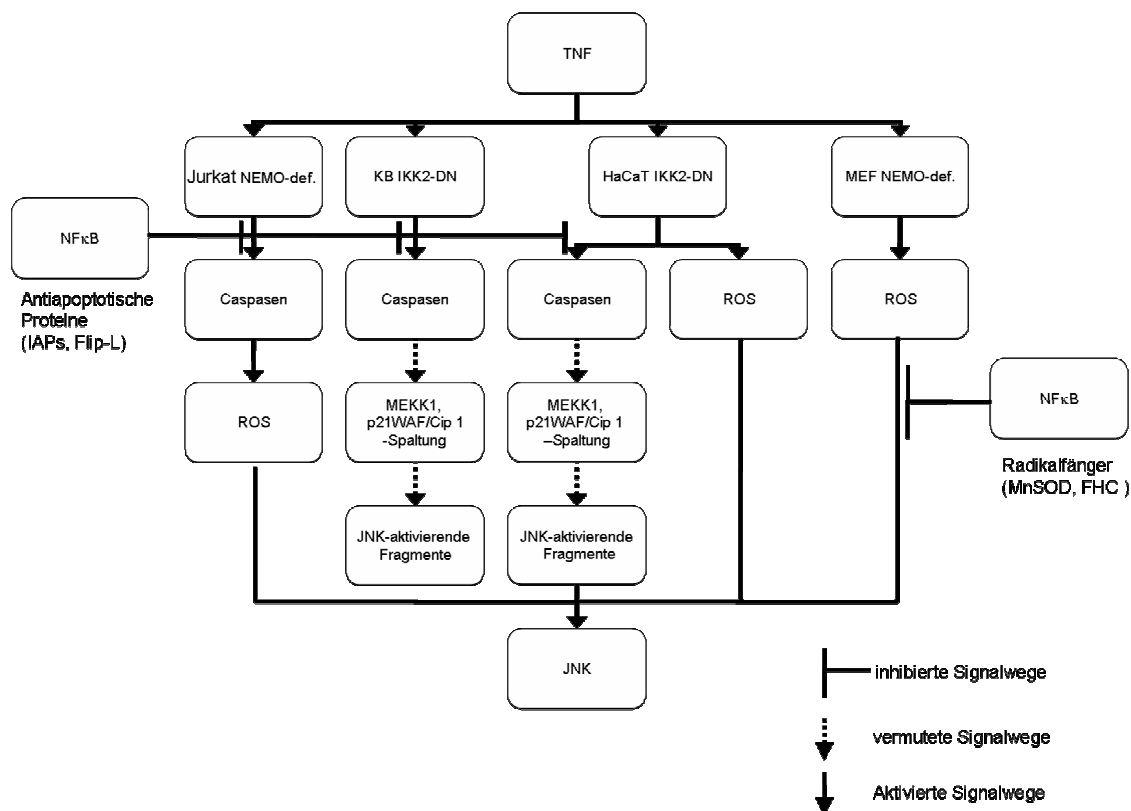 TNF
Jurkat NEMO-def.
KB IKK2-DN
HaCaT IKK2-DN
MEF NEMO-def.
NFκB
Antiapoptotische
Proteine
(IAPs, Flip-L)
Caspasen
Caspasen
Caspasen
ROS
ROS
ROS
MEKK1,
p21WAF/Cip 1
-Spaltung
MEKK1,
p21WAF/Cip 1
–Spaltung
NFκB
Radikalfänger
(MnSOD, FHC )
JNK-aktivierende
Fragmente
JNK-aktivierende
Fragmente
JNK
inhibierte Signalwege
vermutete Signalwege
Aktivierte Signalwege